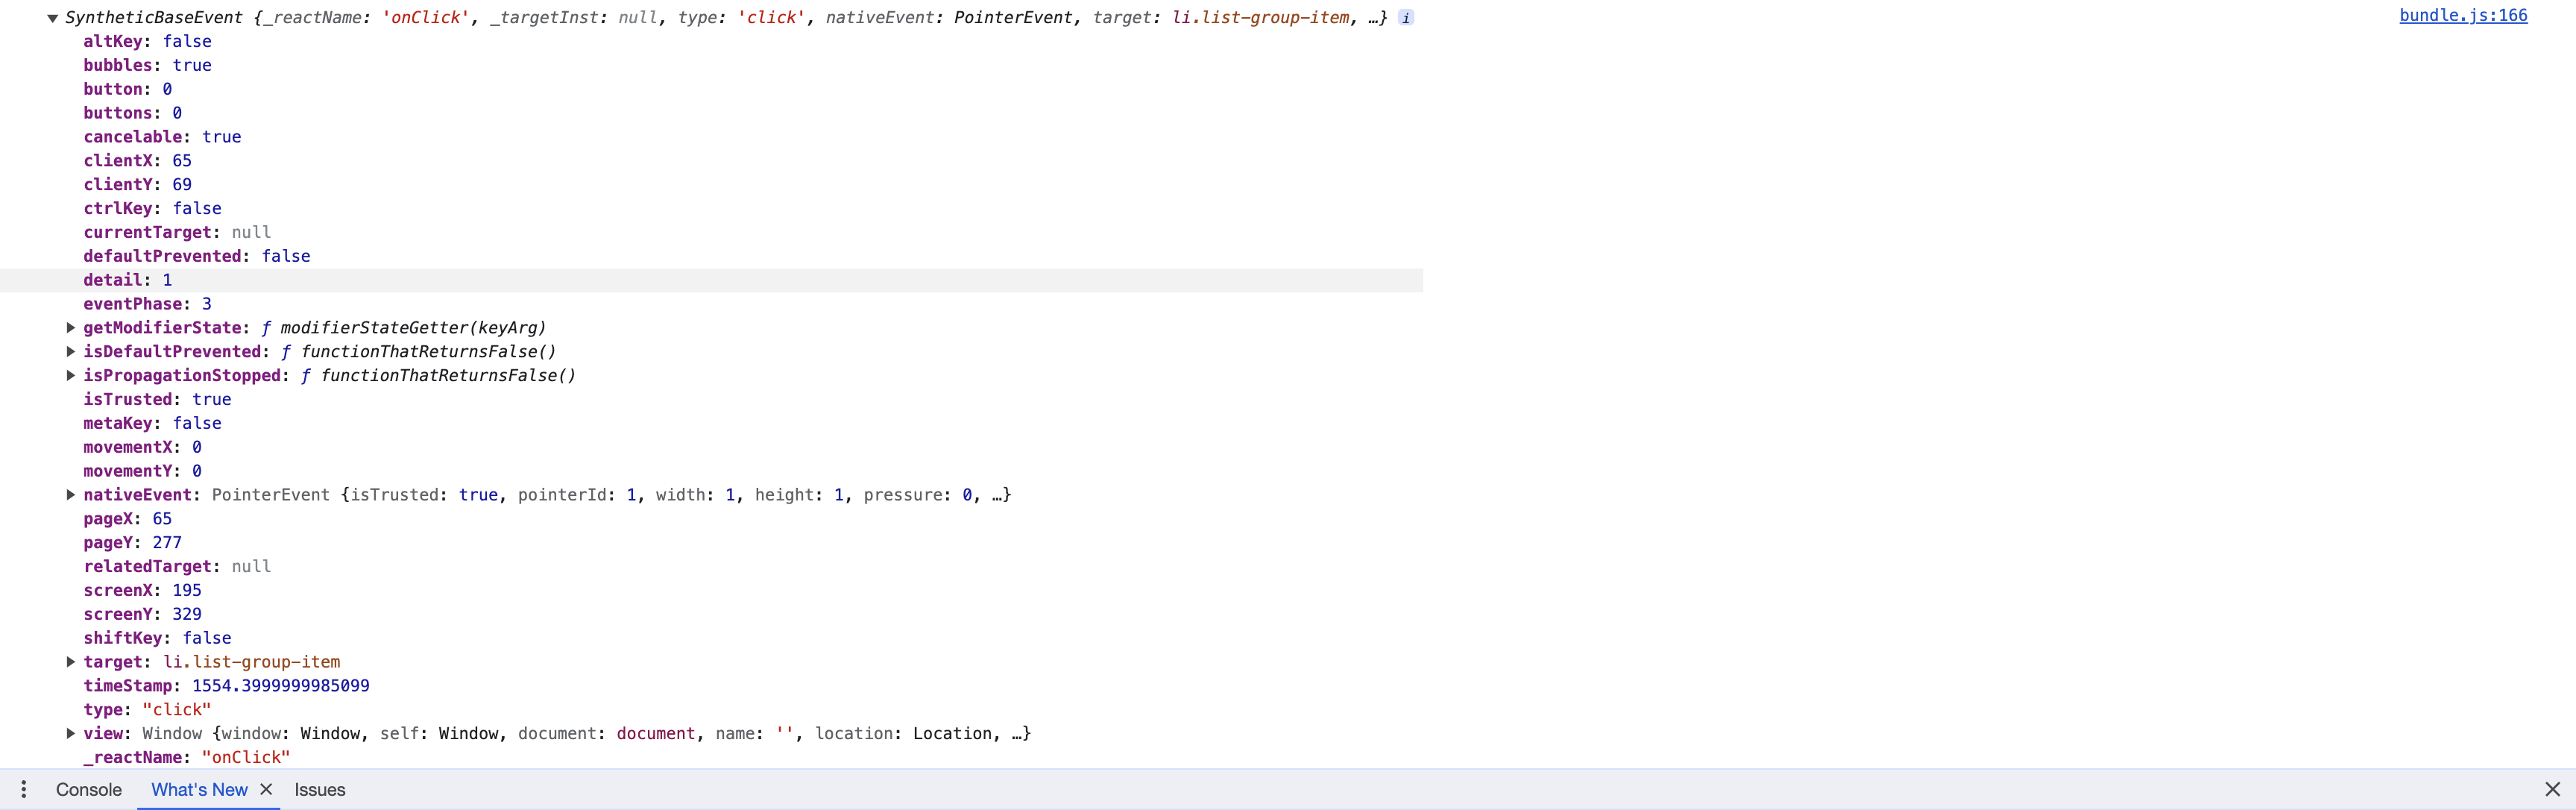 ▼ SyntheticBaseEvent {_reactName: 'onClick', _targetInst: null, type: 'click', nativeEvent: PointerEvent, target: li.list-group-item, …} i bundle.js:166
altKey: false
bubbles: true
button: 0
buttons: 0
cancelable: true
clientX: 65
clientY: 69
ctrlKey: false
currentTarget: null
defaultPrevented: false
detail: 1
eventPhase: 3
▶ getModifierState: ƒ modifierStateGetter(keyArg)
▶ isDefaultPrevented: ƒ functionThatReturnsFalse()
▶ isPropagationStopped: ƒ functionThatReturnsFalse()
isTrusted: true
metaKey: false
movementX: 0
movementY: 0
▶ nativeEvent: PointerEvent {isTrusted: true, pointerId: 1, width: 1, height: 1, pressure: 0, …}
pageX: 65
pageY: 277
relatedTarget: null
screenX: 195
screenY: 329
shiftKey: false
▶ target: li.list-group-item
timeStamp: 1554.3999999985099
type: "click"
▶ view: Window {window: Window, self: Window, document: document, name: '', location: Location, …}
_reactName: "onClick"
Console What's New × Issues ×